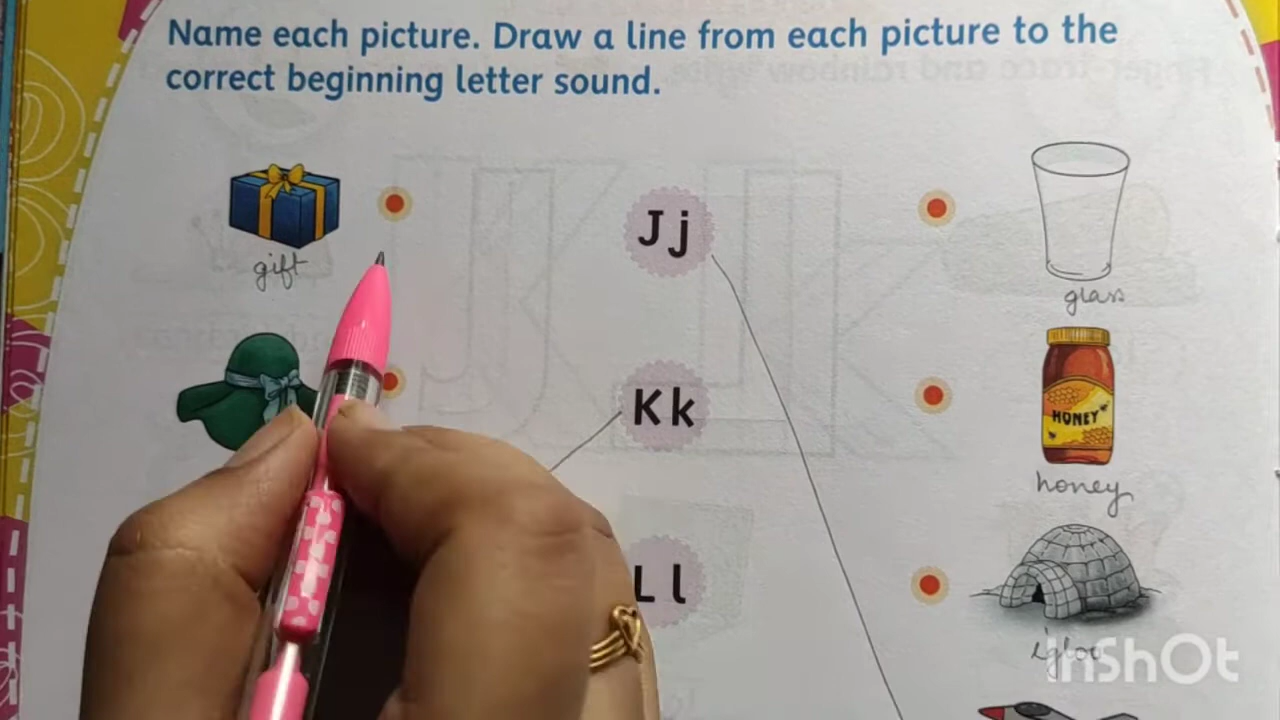 Name each picture. Draw a line from each picture to the
correct beginning letter sound.
gift
Jj
glass
Kk
HONEY
honey
Ll
igloo
InShOt